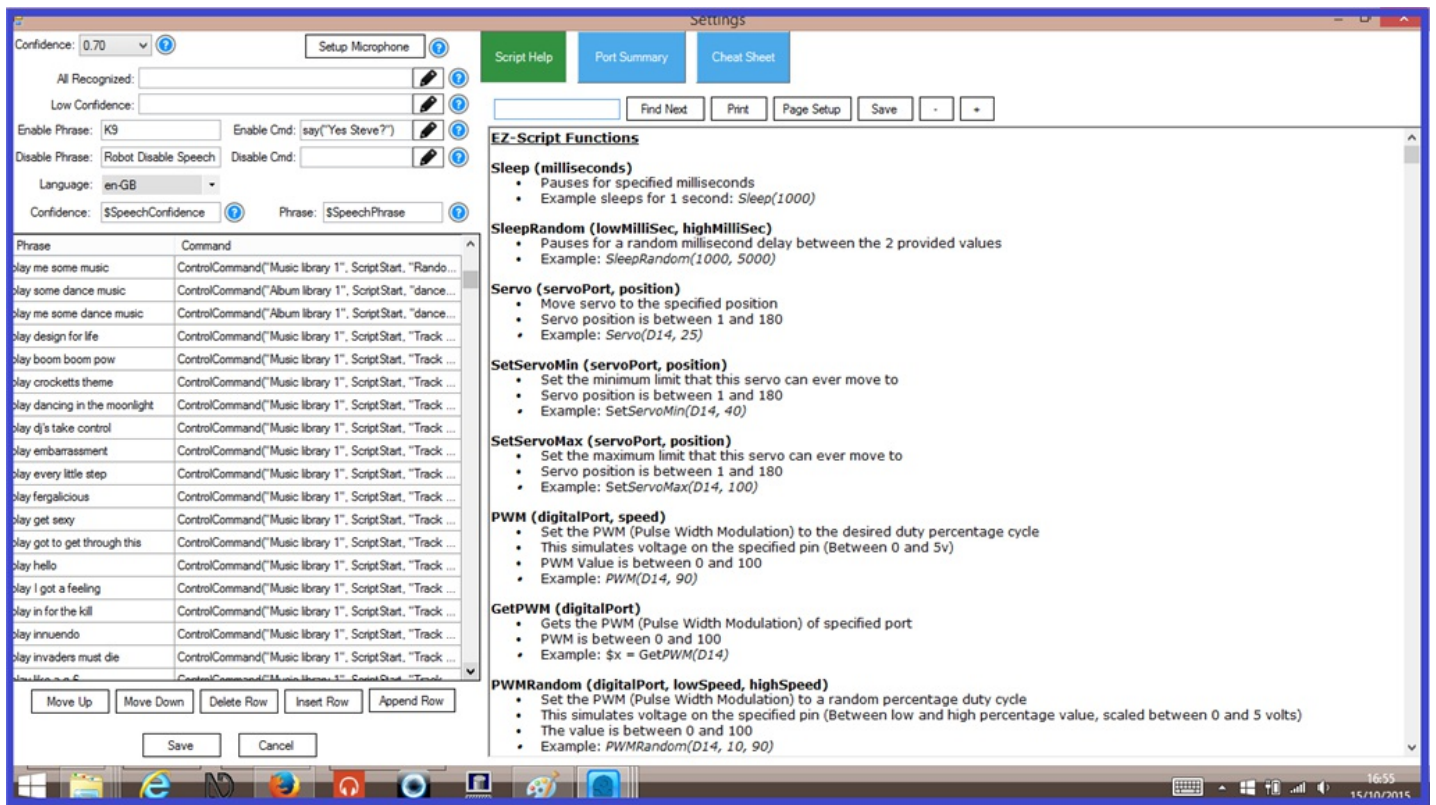 Settings
Confidence: 0.70
Setup Microphone
All Recognized:
Low Confidence:
Enable Phrase: K9 Enable Cmd: say("Yes Steve?")
Disable Phrase: Robot Disable Speech Disable Cmd:
Language: en-GB
Confidence: $SpeechConfidence Phrase: $SpeechPhrase
Phrase Command
play me some music ControlCommand("Music library 1", ScriptStart, "Rando...
play some dance music ControlCommand("Album library 1", ScriptStart, "dance...
play me some dance music ControlCommand("Album library 1", ScriptStart, "dance...
play design for life ControlCommand("Music library 1", ScriptStart, "Track ...
play boom boom pow ControlCommand("Music library 1", ScriptStart, "Track ...
play crocketts theme ControlCommand("Music library 1", ScriptStart, "Track ...
play dancing in the moonlight ControlCommand("Music library 1", ScriptStart, "Track ...
play dj's take control ControlCommand("Music library 1", ScriptStart, "Track ...
play embarrassment ControlCommand("Music library 1", ScriptStart, "Track ...
play every little step ControlCommand("Music library 1", ScriptStart, "Track ...
play fergalicious ControlCommand("Music library 1", ScriptStart, "Track ...
play get sexy ControlCommand("Music library 1", ScriptStart, "Track ...
play got to get through this ControlCommand("Music library 1", ScriptStart, "Track ...
play hello ControlCommand("Music library 1", ScriptStart, "Track ...
play I got a feeling ControlCommand("Music library 1", ScriptStart, "Track ...
play in for the kill ControlCommand("Music library 1", ScriptStart, "Track ...
play innuendo ControlCommand("Music library 1", ScriptStart, "Track ...
play invaders must die ControlCommand("Music library 1", ScriptStart, "Track ...
Move Up Move Down Delete Row Insert Row Append Row
Save Cancel
Script Help Port Summary Cheat Sheet
Find Next Print Page Setup Save - +
EZ-Script Functions
Sleep (milliseconds)
• Pauses for specified milliseconds
• Example sleeps for 1 second: Sleep(1000)
SleepRandom (lowMilliSec, highMilliSec)
• Pauses for a random millisecond delay between the 2 provided values
• Example: SleepRandom(1000, 5000)
Servo (servoPort, position)
• Move servo to the specified position
• Servo position is between 1 and 180
• Example: Servo(D14, 25)
SetServoMin (servoPort, position)
• Set the minimum limit that this servo can ever move to
• Servo position is between 1 and 180
• Example: SetServoMin(D14, 40)
SetServoMax (servoPort, position)
• Set the maximum limit that this servo can ever move to
• Servo position is between 1 and 180
• Example: SetServoMax(D14, 100)
PWM (digitalPort, speed)
• Set the PWM (Pulse Width Modulation) to the desired duty percentage cycle
• This simulates voltage on the specified pin (Between 0 and 5v)
• PWM Value is between 0 and 100
• Example: PWM(D14, 90)
GetPWM (digitalPort)
• Gets the PWM (Pulse Width Modulation) of specified port
• PWM is between 0 and 100
• Example: $x = GetPWM(D14)
PWMRandom (digitalPort, lowSpeed, highSpeed)
• Set the PWM (Pulse Width Modulation) to a random percentage duty cycle
• This simulates voltage on the specified pin (Between low and high percentage value, scaled between 0 and 5 volts)
• The value is between 0 and 100
• Example: PWMRandom(D14, 10, 90)
16:55
15/10/2015